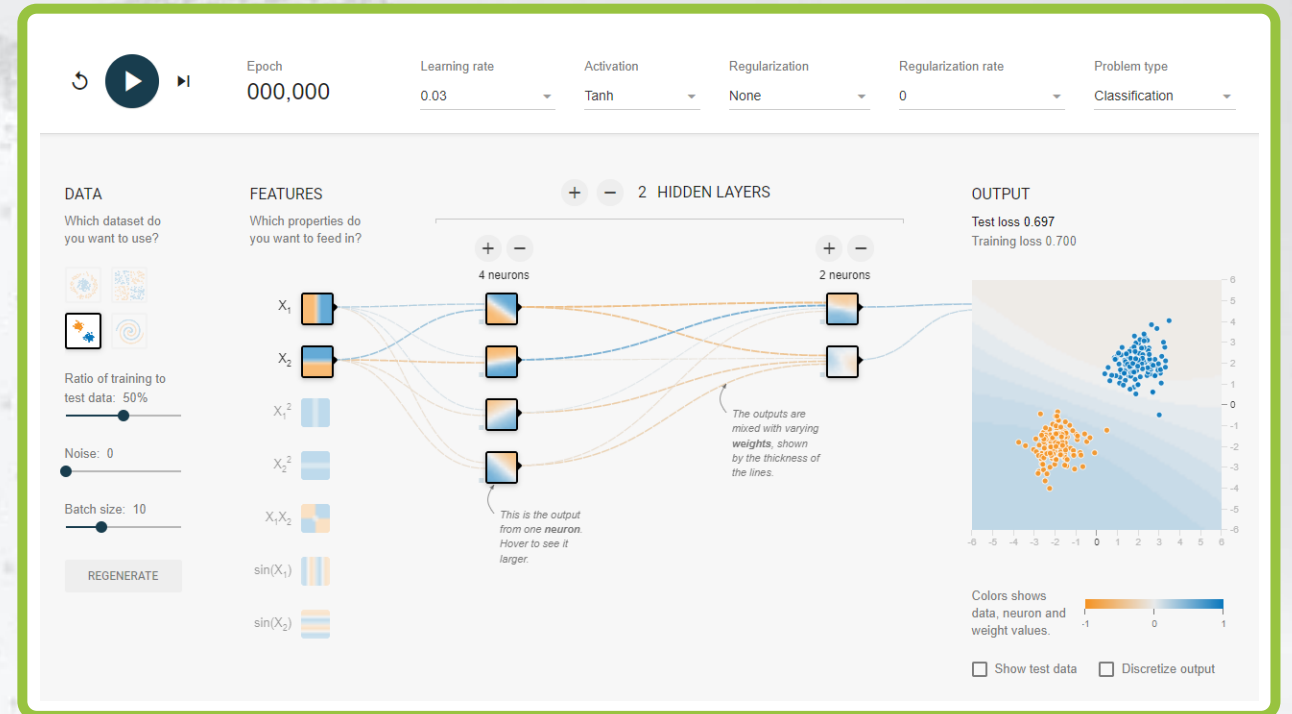 Epoch
000,000
Learning rate
0.03
Activation
Tanh
Regularization
None
Regularization rate
0
Problem type
Classification
DATA
Which dataset do
you want to use?
Ratio of training to
test data: 50%
Noise: 0
Batch size: 10
REGENERATE
FEATURES
Which properties do
you want to feed in?
X₁
X₂
X₁²
X₂²
X₁X₂
sin(X₁)
sin(X₂)
+ − 2 HIDDEN LAYERS
+ −
4 neurons
+ −
2 neurons
This is the output
from one neuron.
Hover to see it
larger.
The outputs are
mixed with varying
weights, shown
by the thickness of
the lines.
OUTPUT
Test loss 0.697
Training loss 0.700
6
5
4
3
2
1
0
-1
-2
-3
-4
-5
-6
-6 -5 -4 -3 -2 -1 0 1 2 3 4 5 6
Colors shows
data, neuron and
weight values.
-1 0 1
Show test data
Discretize output